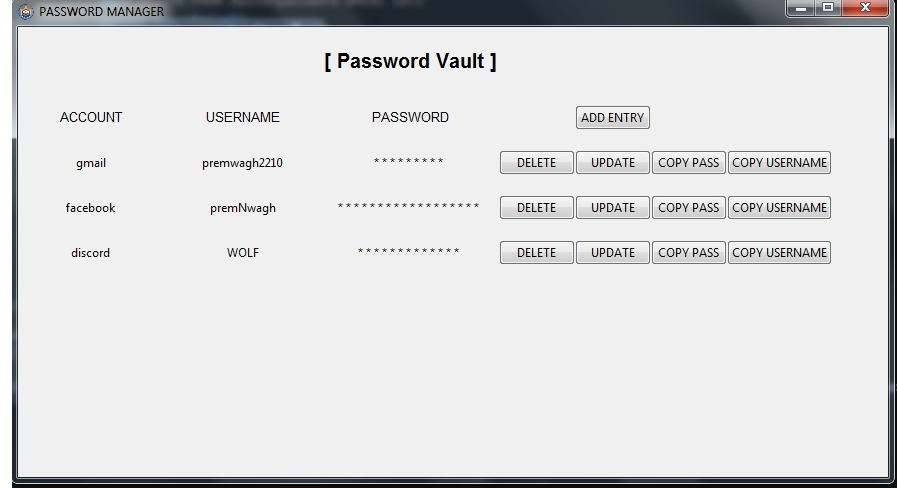 PASSWORD MANAGER
[ Password Vault ]
ACCOUNT USERNAME PASSWORD ADD ENTRY
gmail premwagh2210 ********* DELETE UPDATE COPY PASS COPY USERNAME
facebook premNwagh ****************** DELETE UPDATE COPY PASS COPY USERNAME
discord WOLF ************* DELETE UPDATE COPY PASS COPY USERNAME